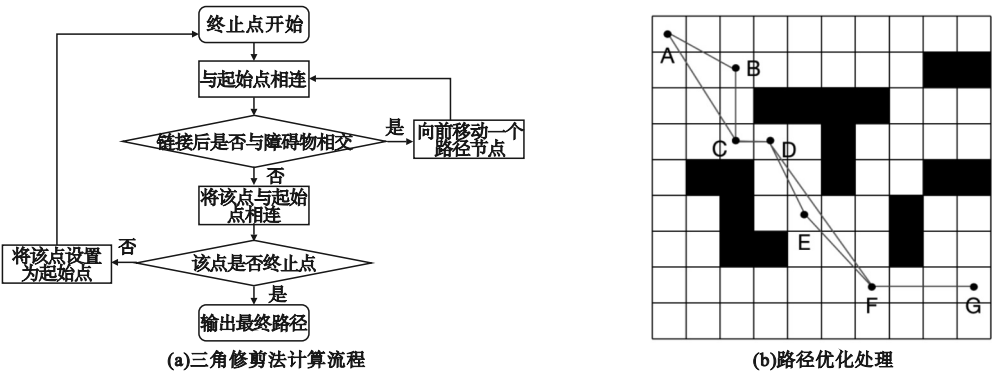 终止点开始
与起始点相连
链接后是否与障碍物相交
是
向前移动一个
路径节点
否
将该点与起始
点相连
该点是否终止点
否
将该点设置
为起始点
是
输出最终路径
(a)三角修剪法计算流程
A
B
C
D
E
F
G
(b)路径优化处理